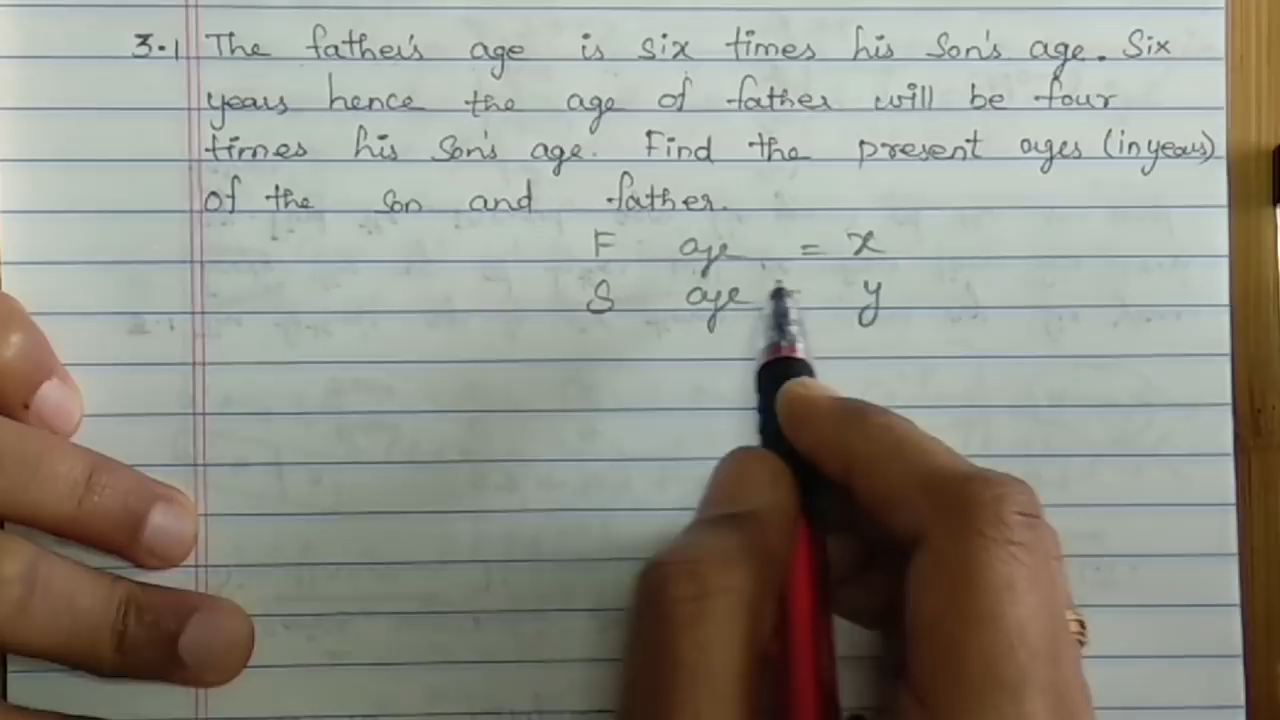 3.1 The father's age is six times his Son's age. Six
years hence the age of father will be four
times his Son's age. Find the present ages (in years)
of the son and father.
F age = x
S age y